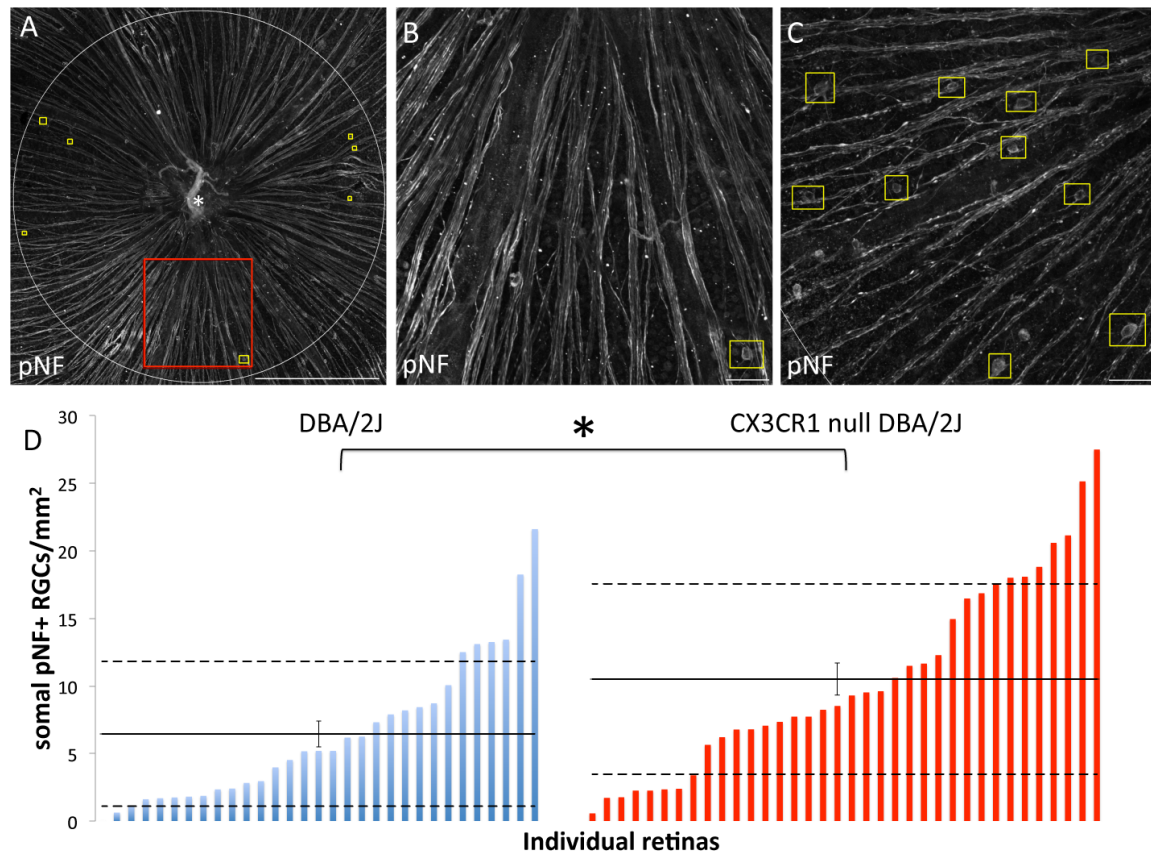 A
B
C
*
pNF
pNF
pNF
D
DBA/2J
*
CX3CR1 null DBA/2J
somal pNF+ RGCs/mm²
30
25
20
15
10
5
0
Individual retinas